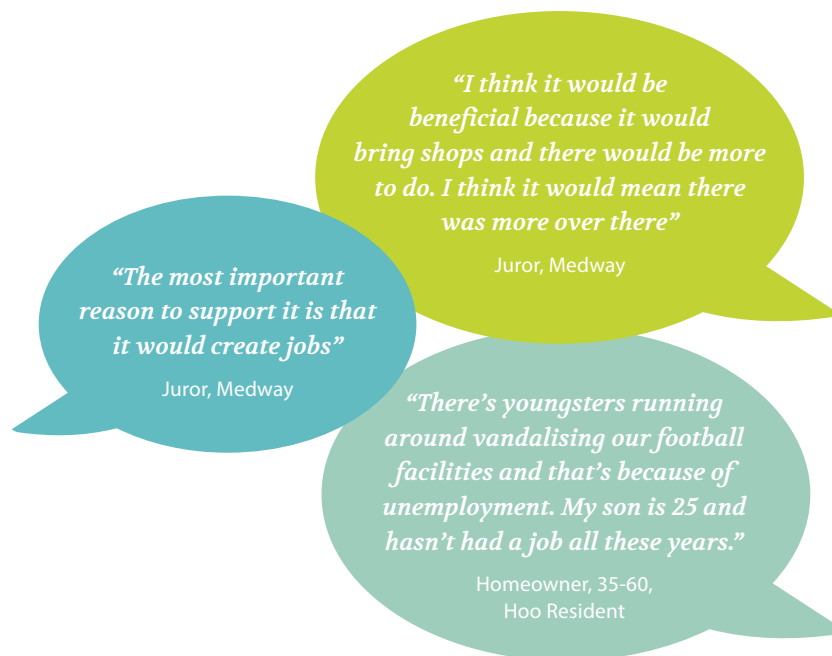 “I think it would be
beneficial because it would
bring shops and there would be more
to do. I think it would mean there
was more over there”
Juror, Medway
“The most important
reason to support it is that
it would create jobs”
Juror, Medway
“There’s youngsters running
around vandalising our football
facilities and that’s because of
unemployment. My son is 25 and
hasn’t had a job all these years.”
Homeowner, 35-60,
Hoo Resident